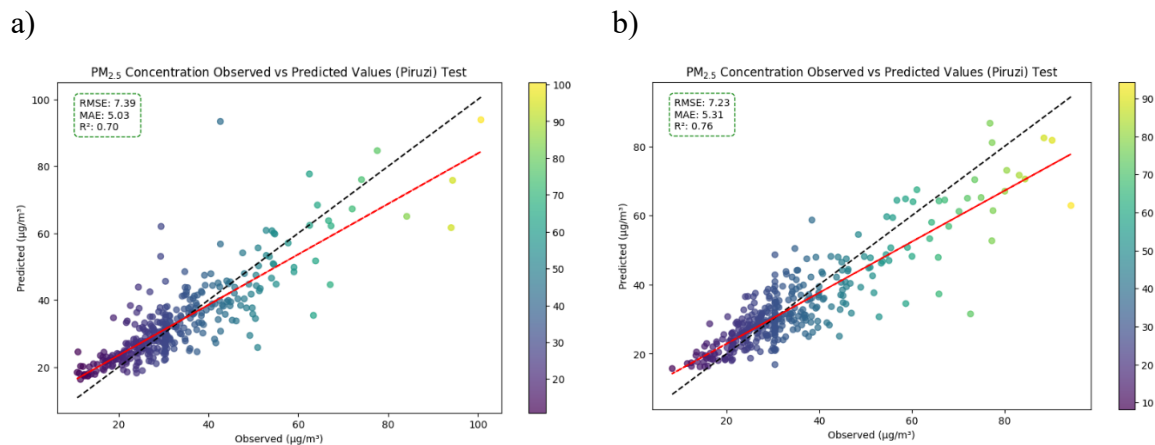 a)
PM₂.₅ Concentration Observed vs Predicted Values (Piruzi) Test
RMSE: 7.39
MAE: 5.03
R²: 0.70
100
80
60
40
20
Predicted (µg/m³)
20 40 60 80 100
Observed (µg/m³)
100
90
80
70
60
50
40
30
20
b)
PM₂.₅ Concentration Observed vs Predicted Values (Piruzi) Test
RMSE: 7.23
MAE: 5.31
R²: 0.76
80
60
40
20
Predicted (µg/m³)
20 40 60 80
Observed (µg/m³)
90
80
70
60
50
40
30
20
10